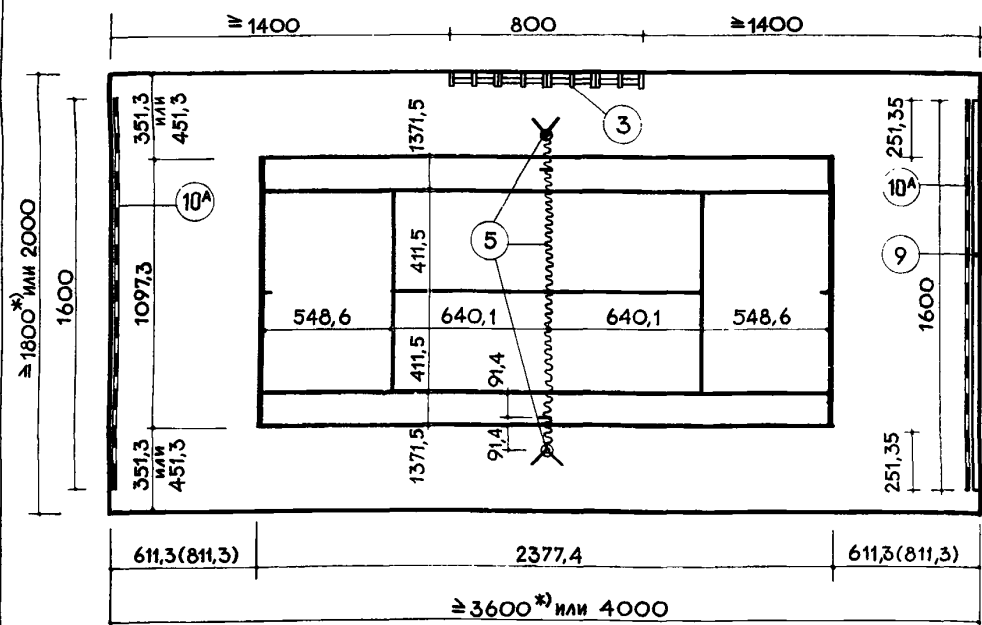 ≥1400 800 ≥1400
351,3 или 451,3
1371,5
3
251,35
10А
10А
5
≥1800*) или 2000
1600
1097,3
411,5
9
1600
548,6 640,1 640,1 548,6
411,5
91,4
351,3 или 451,3
1371,5
91,4
251,35
611,3(811,3) 2377,4 611,3(811,3)
≥3600*) или 4000